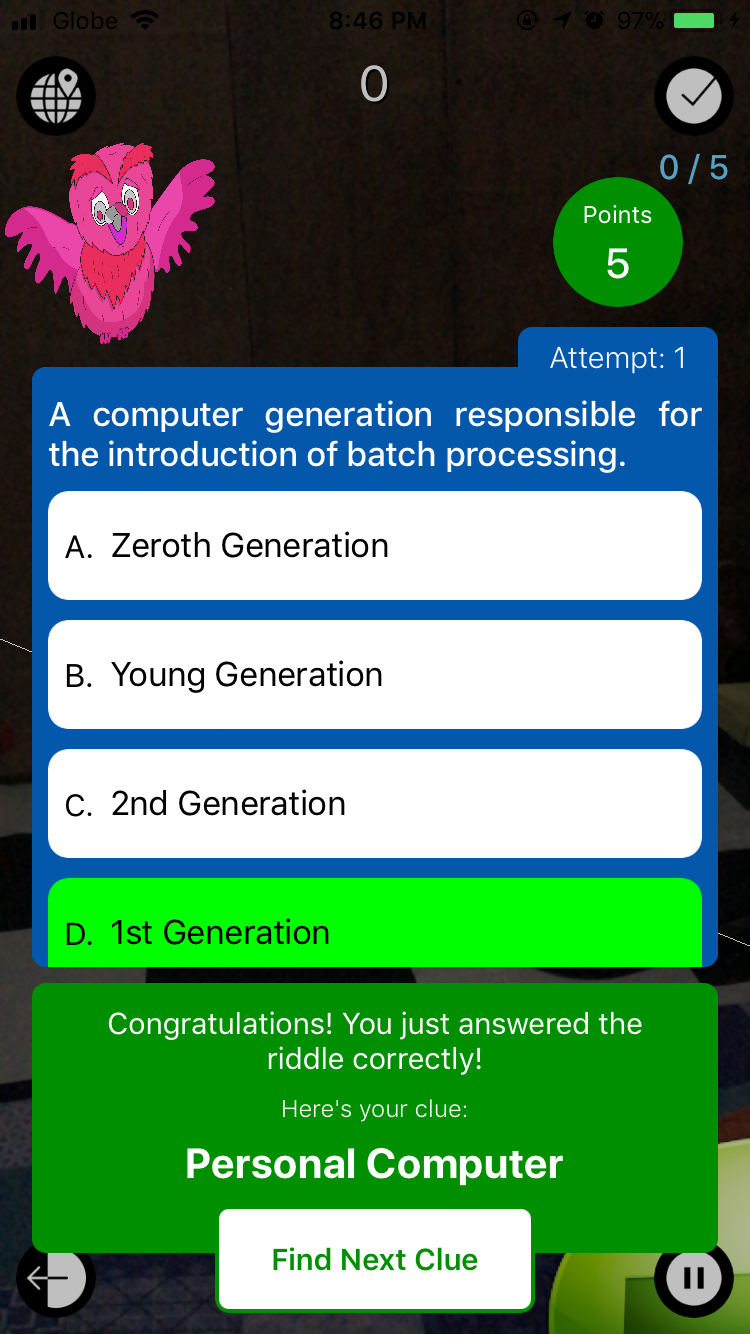 Globe 8:46 PM 97%
0
0 / 5
Points
5
Attempt: 1
A computer generation responsible for
the introduction of batch processing.
A. Zeroth Generation
B. Young Generation
C. 2nd Generation
D. 1st Generation
Congratulations! You just answered the
riddle correctly!
Here's your clue:
Personal Computer
Find Next Clue